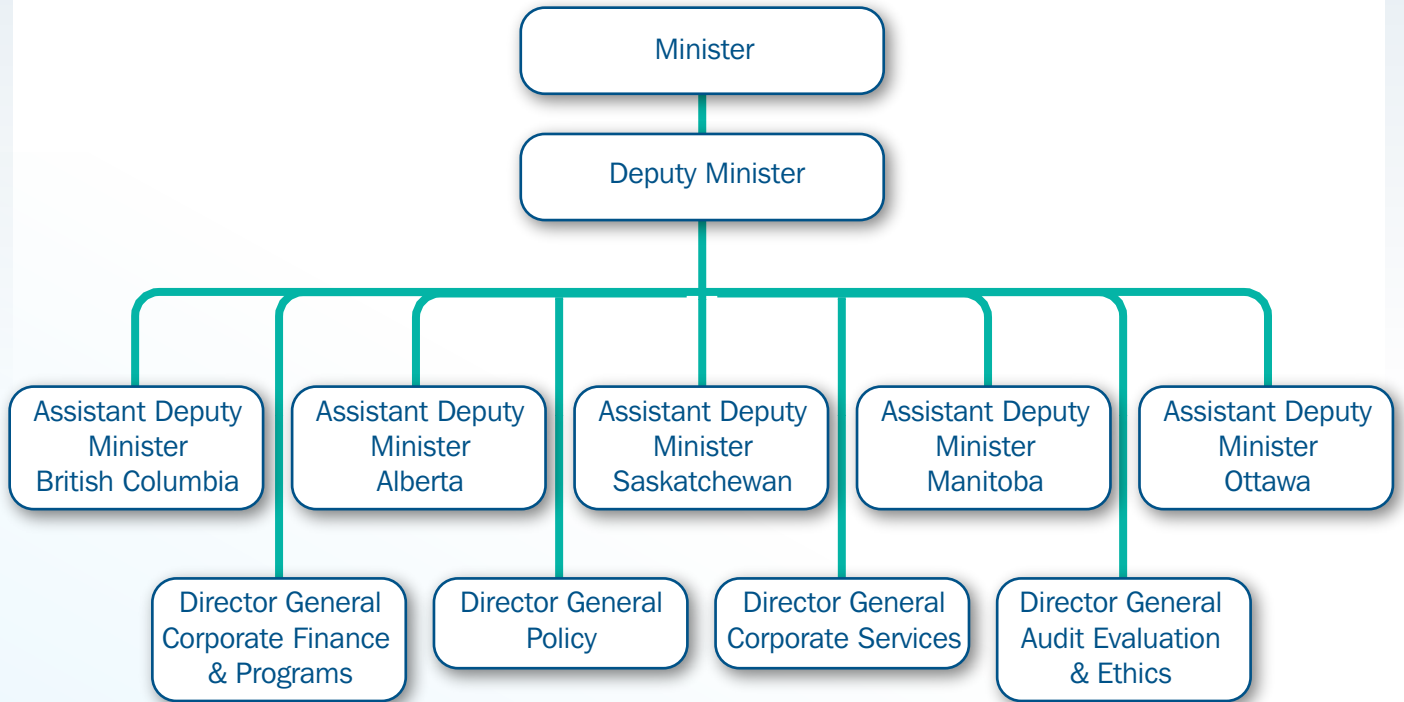 Minister
Deputy Minister
Assistant Deputy
Minister
British Columbia
Assistant Deputy
Minister
Alberta
Assistant Deputy
Minister
Saskatchewan
Assistant Deputy
Minister
Manitoba
Assistant Deputy
Minister
Ottawa
Director General
Corporate Finance
& Programs
Director General
Policy
Director General
Corporate Services
Director General
Audit Evaluation
& Ethics